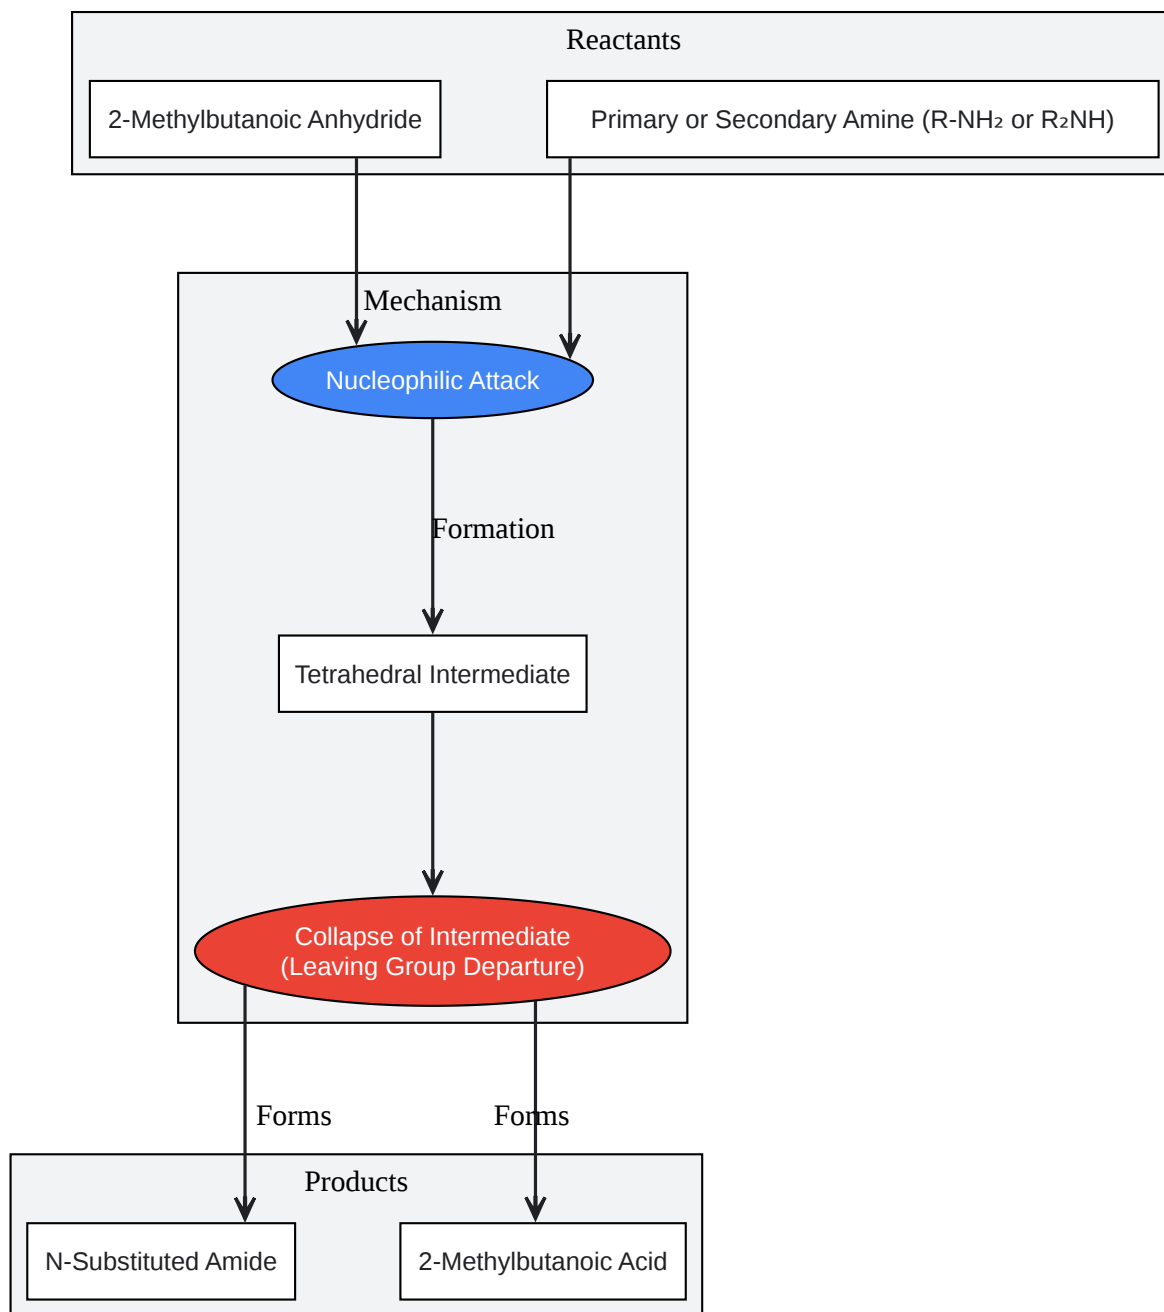 Reactants
2-Methylbutanoic Anhydride
Primary or Secondary Amine (R-NH₂ or R₂NH)
Mechanism
Nucleophilic Attack
Formation
Tetrahedral Intermediate
Collapse of Intermediate
(Leaving Group Departure)
Forms
Forms
Products
N-Substituted Amide
2-Methylbutanoic Acid